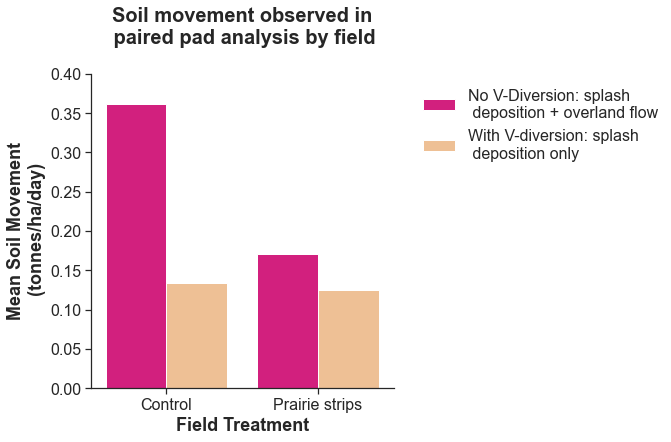 Soil movement observed in
paired pad analysis by field
0.40
0.35
0.30
0.25
0.20
0.15
0.10
0.05
0.00
Mean Soil Movement
(tonnes/ha/day)
Control
Prairie strips
Field Treatment
No V-Diversion: splash
deposition + overland flow
With V-diversion: splash
deposition only